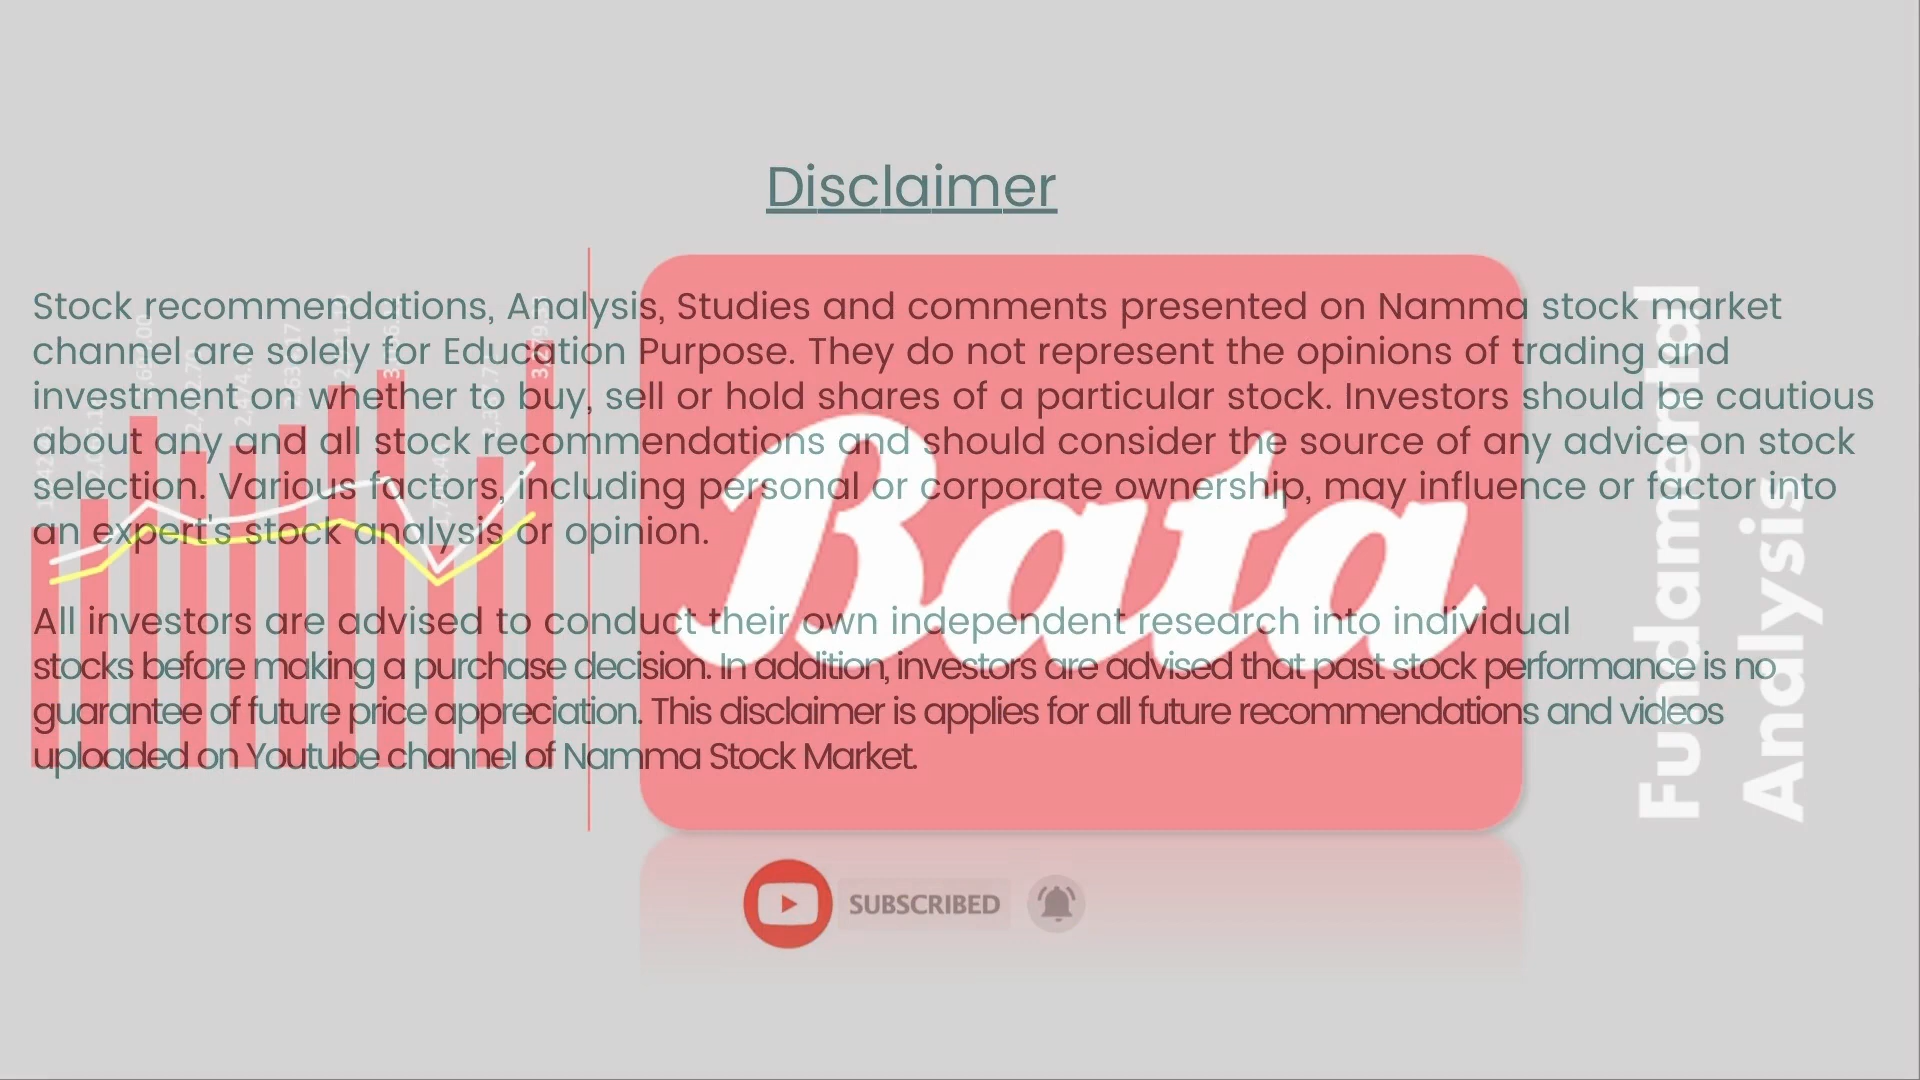 Disclaimer
Stock recommendations, Analysis, Studies and comments presented on Namma stock market
channel are solely for Education Purpose. They do not represent the opinions of trading and
investment on whether to buy, sell or hold shares of a particular stock. Investors should be cautious
about any and all stock recommendations and should consider the source of any advice on stock
selection. Various factors, including personal or corporate ownership, may influence or factor into
an expert's stock analysis or opinion.
All investors are advised to conduct their own independent research into individual
stocks before making a purchase decision. In addition, investors are advised that past stock performance is no
guarantee of future price appreciation. This disclaimer is applies for all future recommendations and videos
uploaded on Youtube channel of Namma Stock Market.
Bata
Fundamental
Analysis
SUBSCRIBED